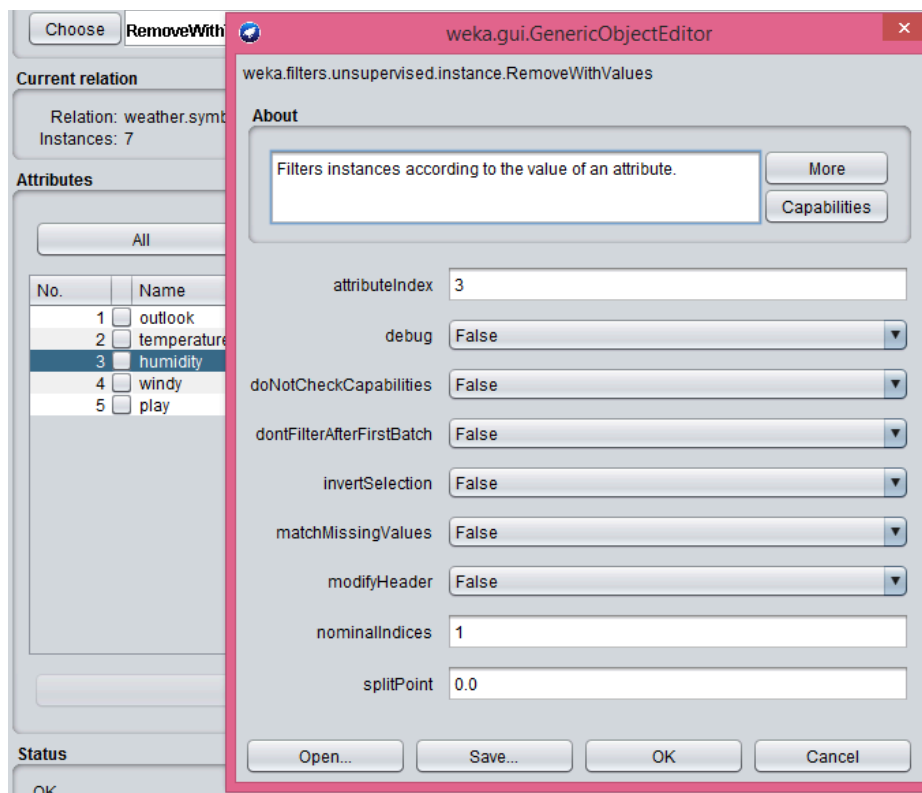 Choose RemoveWith
weka.gui.GenericObjectEditor
weka.filters.unsupervised.instance.RemoveWithValues
Current relation
Relation: weather.symb
Instances: 7
About
Filters instances according to the value of an attribute.
More
Capabilities
Attributes
All
No. Name
1 outlook
2 temperature
3 humidity
4 windy
5 play
attributeIndex 3
debug False
doNotCheckCapabilities False
dontFilterAfterFirstBatch False
invertSelection False
matchMissingValues False
modifyHeader False
nominalIndices 1
splitPoint 0.0
Open... Save... OK Cancel
Status
OK